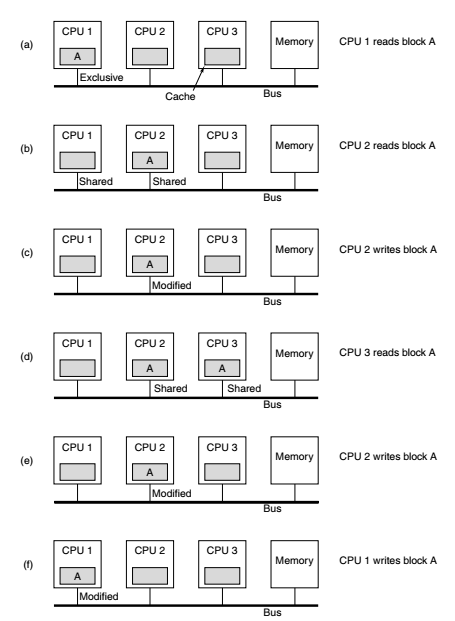 (a) CPU 1 CPU 2 CPU 3 Memory CPU 1 reads block A
A
Exclusive
Cache Bus
(b) CPU 1 CPU 2 CPU 3 Memory CPU 2 reads block A
A
Shared Shared
Bus
(c) CPU 1 CPU 2 CPU 3 Memory CPU 2 writes block A
A
Modified
Bus
(d) CPU 1 CPU 2 CPU 3 Memory CPU 3 reads block A
A A
Shared Shared
Bus
(e) CPU 1 CPU 2 CPU 3 Memory CPU 2 writes block A
A
Modified
Bus
(f) CPU 1 CPU 2 CPU 3 Memory CPU 1 writes block A
A
Modified
Bus